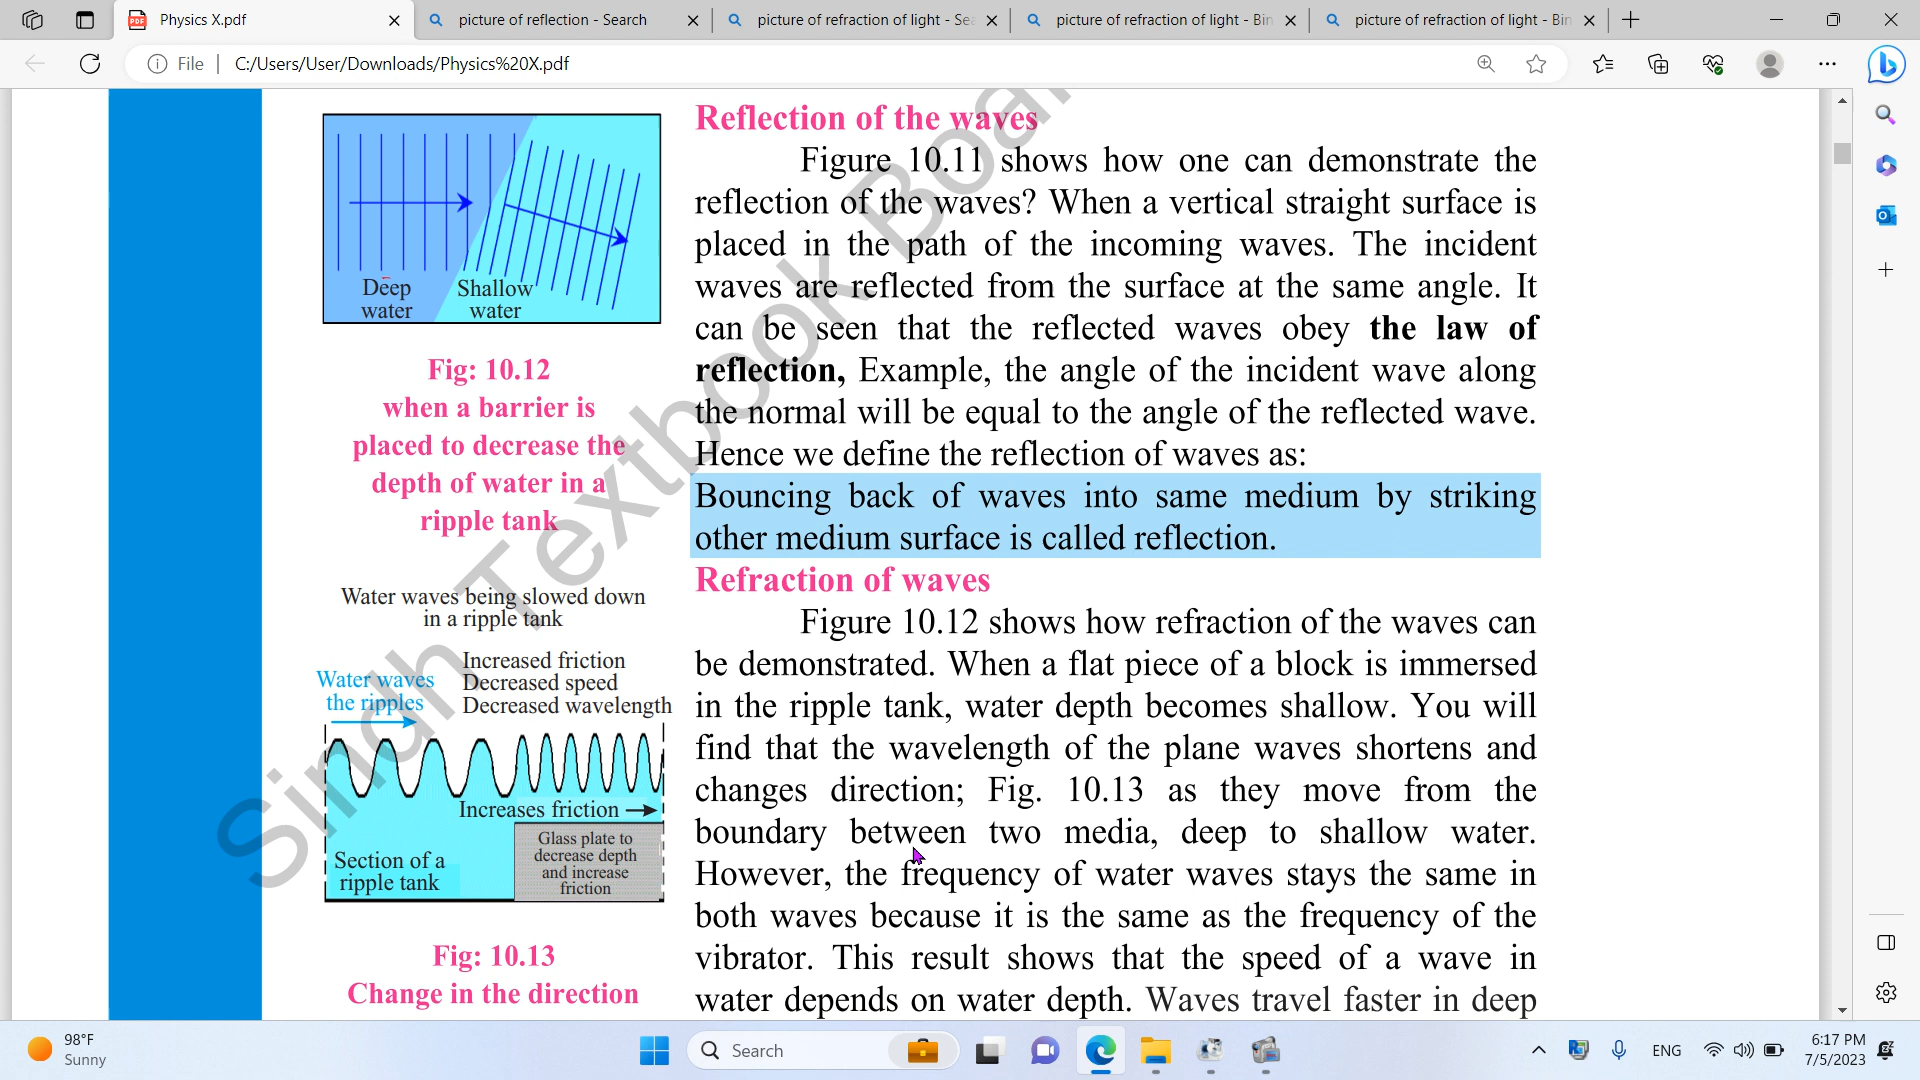 Physics X.pdf
picture of reflection - Search
picture of refraction of light - Sea
picture of refraction of light - Bin
picture of refraction of light - Bin
File
C:/Users/User/Downloads/Physics%20X.pdf
Deep
water
Shallow
water
Fig: 10.12
when a barrier is
placed to decrease the
depth of water in a
ripple tank
Water waves being slowed down
in a ripple tank
Water waves
the ripples
Increased friction
Decreased speed
Decreased wavelength
Increases friction
Section of a
ripple tank
Glass plate to
decrease depth
and increase
friction
Fig: 10.13
Change in the direction
Reflection of the waves
Figure 10.11 shows how one can demonstrate the
reflection of the waves? When a vertical straight surface is
placed in the path of the incoming waves. The incident
waves are reflected from the surface at the same angle. It
can be seen that the reflected waves obey the law of
reflection, Example, the angle of the incident wave along
the normal will be equal to the angle of the reflected wave.
Hence we define the reflection of waves as:
Bouncing back of waves into same medium by striking
other medium surface is called reflection.
Refraction of waves
Figure 10.12 shows how refraction of the waves can
be demonstrated. When a flat piece of a block is immersed
in the ripple tank, water depth becomes shallow. You will
find that the wavelength of the plane waves shortens and
changes direction; Fig. 10.13 as they move from the
boundary between two media, deep to shallow water.
However, the frequency of water waves stays the same in
both waves because it is the same as the frequency of the
vibrator. This result shows that the speed of a wave in
water depends on water depth. Waves travel faster in deep
Sindh Textbook Boar
98°F
Sunny
Search
ENG
6:17 PM
7/5/2023